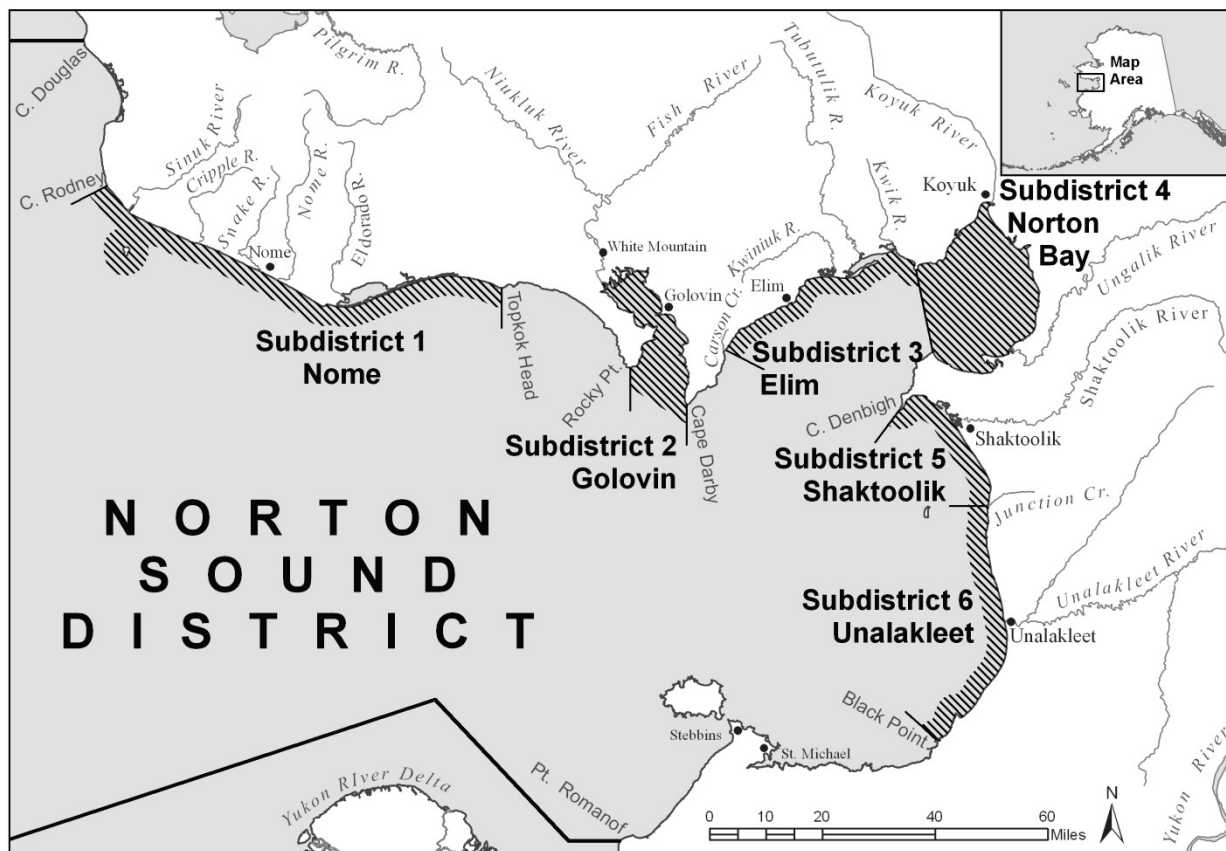 C. Douglas
Pilgrim R.
Niukluk River
Fish River
Tubutulik R.
Koyuk River
Map
Area
Sinuk River
Cripple R.
Snake R.
Nome R.
Eldorado R.
C. Rodney
Kwik R.
Koyuk
Subdistrict 4
Norton
Bay
Nome
White Mountain
Kwiniuk R.
Ungalik River
Golovin
Elim
Carson Cr.
Shaktoolik River
Subdistrict 1
Nome
Topkok Head
Rocky Pt.
Subdistrict 3
Elim
C. Denbigh
Cape Darby
Subdistrict 2
Golovin
Shaktoolik
Subdistrict 5
Shaktoolik
Junction Cr.
NORTON
SOUND
DISTRICT
Subdistrict 6
Unalakleet
Unalakleet River
Unalakleet
Black Point
Stebbins
St. Michael
Pt. Romanof
Yukon RIver Delta
Yukon River
N
0 10 20 40 60
Miles